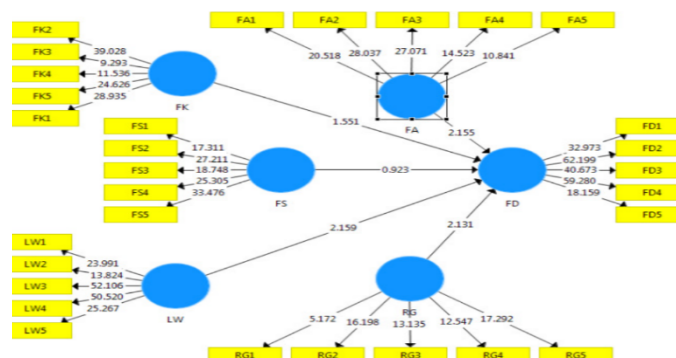 FA1 FA2 FA3 FA4 FA5
20.518 28.037 27.071 14.523 10.841
FA
FK2
FK3
FK4
FK5
FK1
39.028
9.293
11.536
24.626
28.935
FK
1.551
2.155
FS1
FS2
FS3
FS4
FS5
17.311
27.211
18.748
25.305
33.476
FS
0.923
FD
32.973
62.199
40.673
59.280
18.159
FD1
FD2
FD3
FD4
FD5
2.159
2.131
LW1
LW2
LW3
LW4
LW5
23.991
13.824
52.106
50.520
25.267
LW
RG
5.172 16.198 13.135 12.547 17.292
RG1 RG2 RG3 RG4 RG5